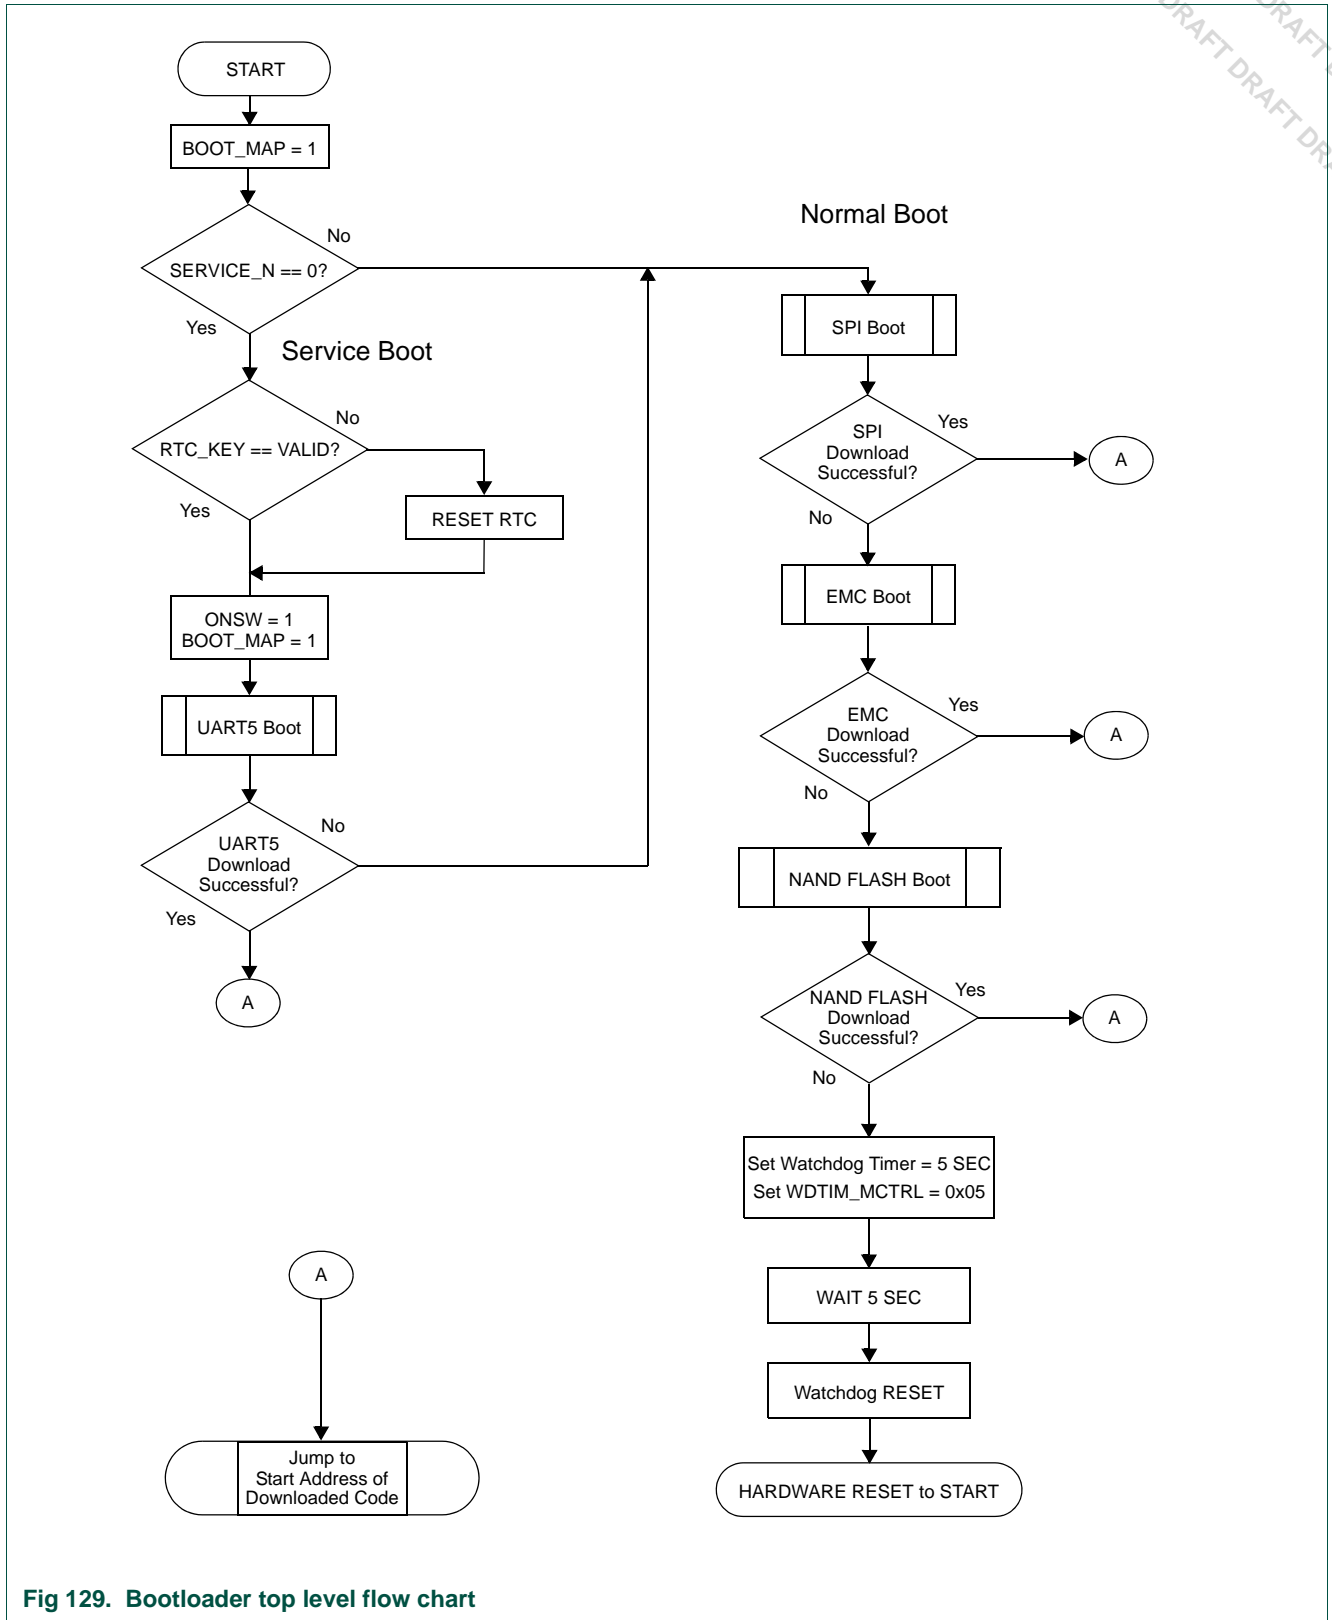 DRAFT DRAFT DRA
DRAFT
START
BOOT_MAP = 1
SERVICE_N == 0?
No
Yes
Service Boot
RTC_KEY == VALID?
No
Yes
RESET RTC
ONSW = 1
BOOT_MAP = 1
UART5 Boot
UART5
Download
Successful?
No
Yes
A
A
Jump to
Start Address of
Downloaded Code
Normal Boot
SPI Boot
SPI
Download
Successful?
Yes
A
No
EMC Boot
EMC
Download
Successful?
Yes
A
No
NAND FLASH Boot
NAND FLASH
Download
Successful?
Yes
A
No
Set Watchdog Timer = 5 SEC
Set WDTIM_MCTRL = 0x05
WAIT 5 SEC
Watchdog RESET
HARDWARE RESET to START
Fig 129. Bootloader top level flow chart